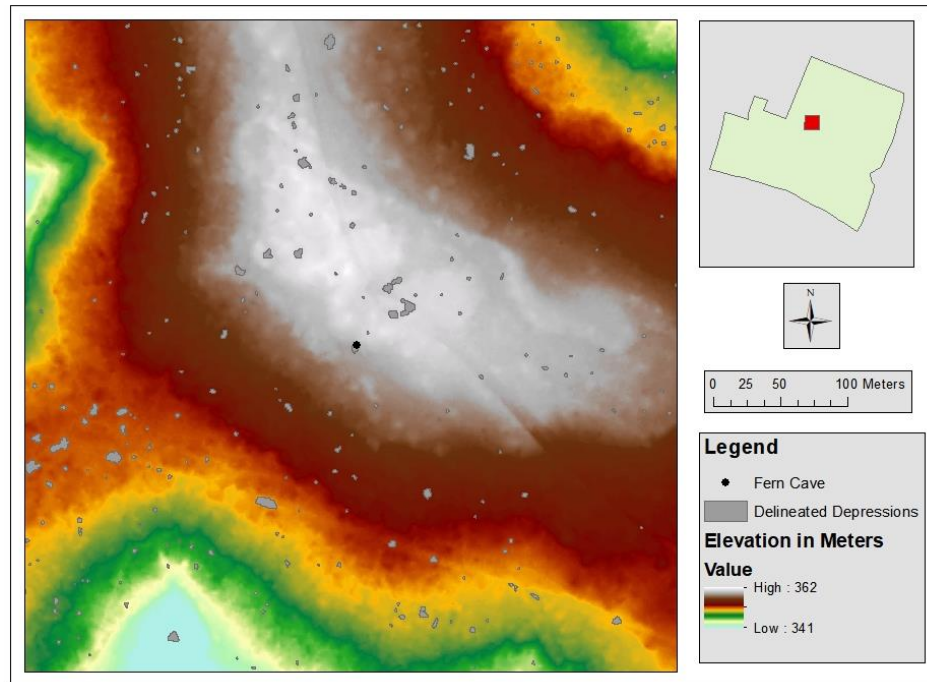 N
0 25 50 100 Meters
Legend
Fern Cave
Delineated Depressions
Elevation in Meters
Value
High : 362
Low : 341